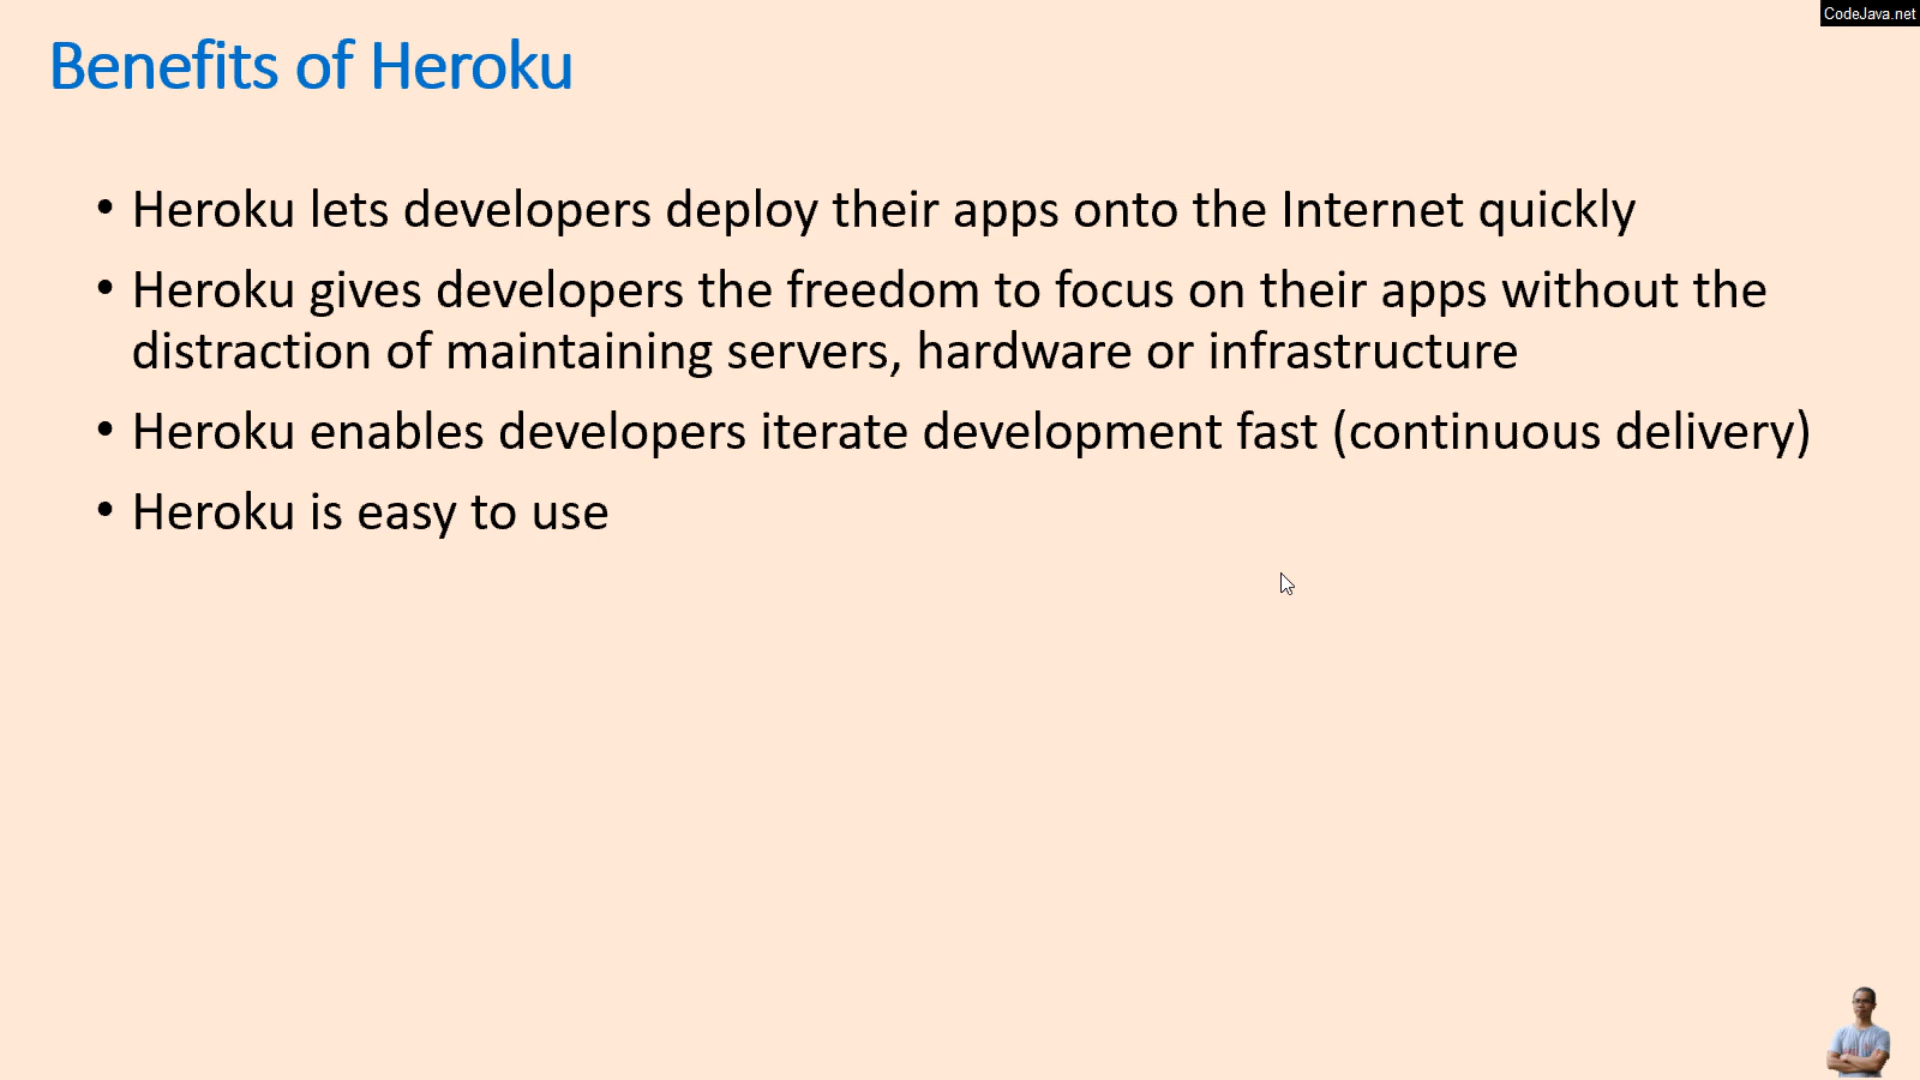 CodeJava.net
Benefits of Heroku
• Heroku lets developers deploy their apps onto the Internet quickly
• Heroku gives developers the freedom to focus on their apps without the
distraction of maintaining servers, hardware or infrastructure
• Heroku enables developers iterate development fast (continuous delivery)
• Heroku is easy to use